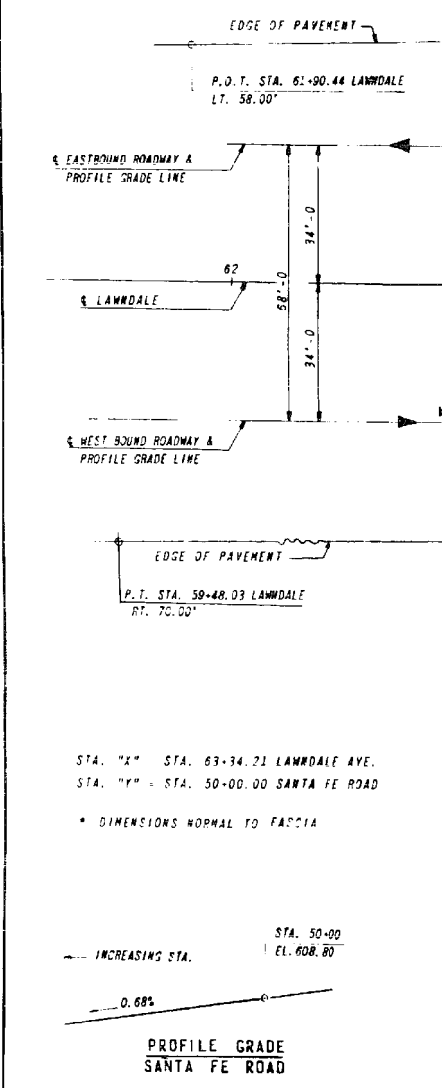 EDGE OF PAVEMENT
P.O.T. STA. 61+90.44 LAWNDALE
LT. 58.00'
℄ EASTBOUND ROADWAY &
PROFILE GRADE LINE
34'-0
62
68'-0
℄ LAWNDALE
34'-0
℄ WEST BOUND ROADWAY &
PROFILE GRADE LINE
EDGE OF PAVEMENT
P.T. STA. 59+48.03 LAWNDALE
RT. 70.00'
STA. "X" STA. 63+34.21 LAWNDALE AVE.
STA. "Y" = STA. 50+00.00 SANTA FE ROAD
* DIMENSIONS NORMAL TO FASCIA
STA. 50+00
INCREASING STA.
EL. 608.80
0.68%
PROFILE GRADE
SANTA FE ROAD